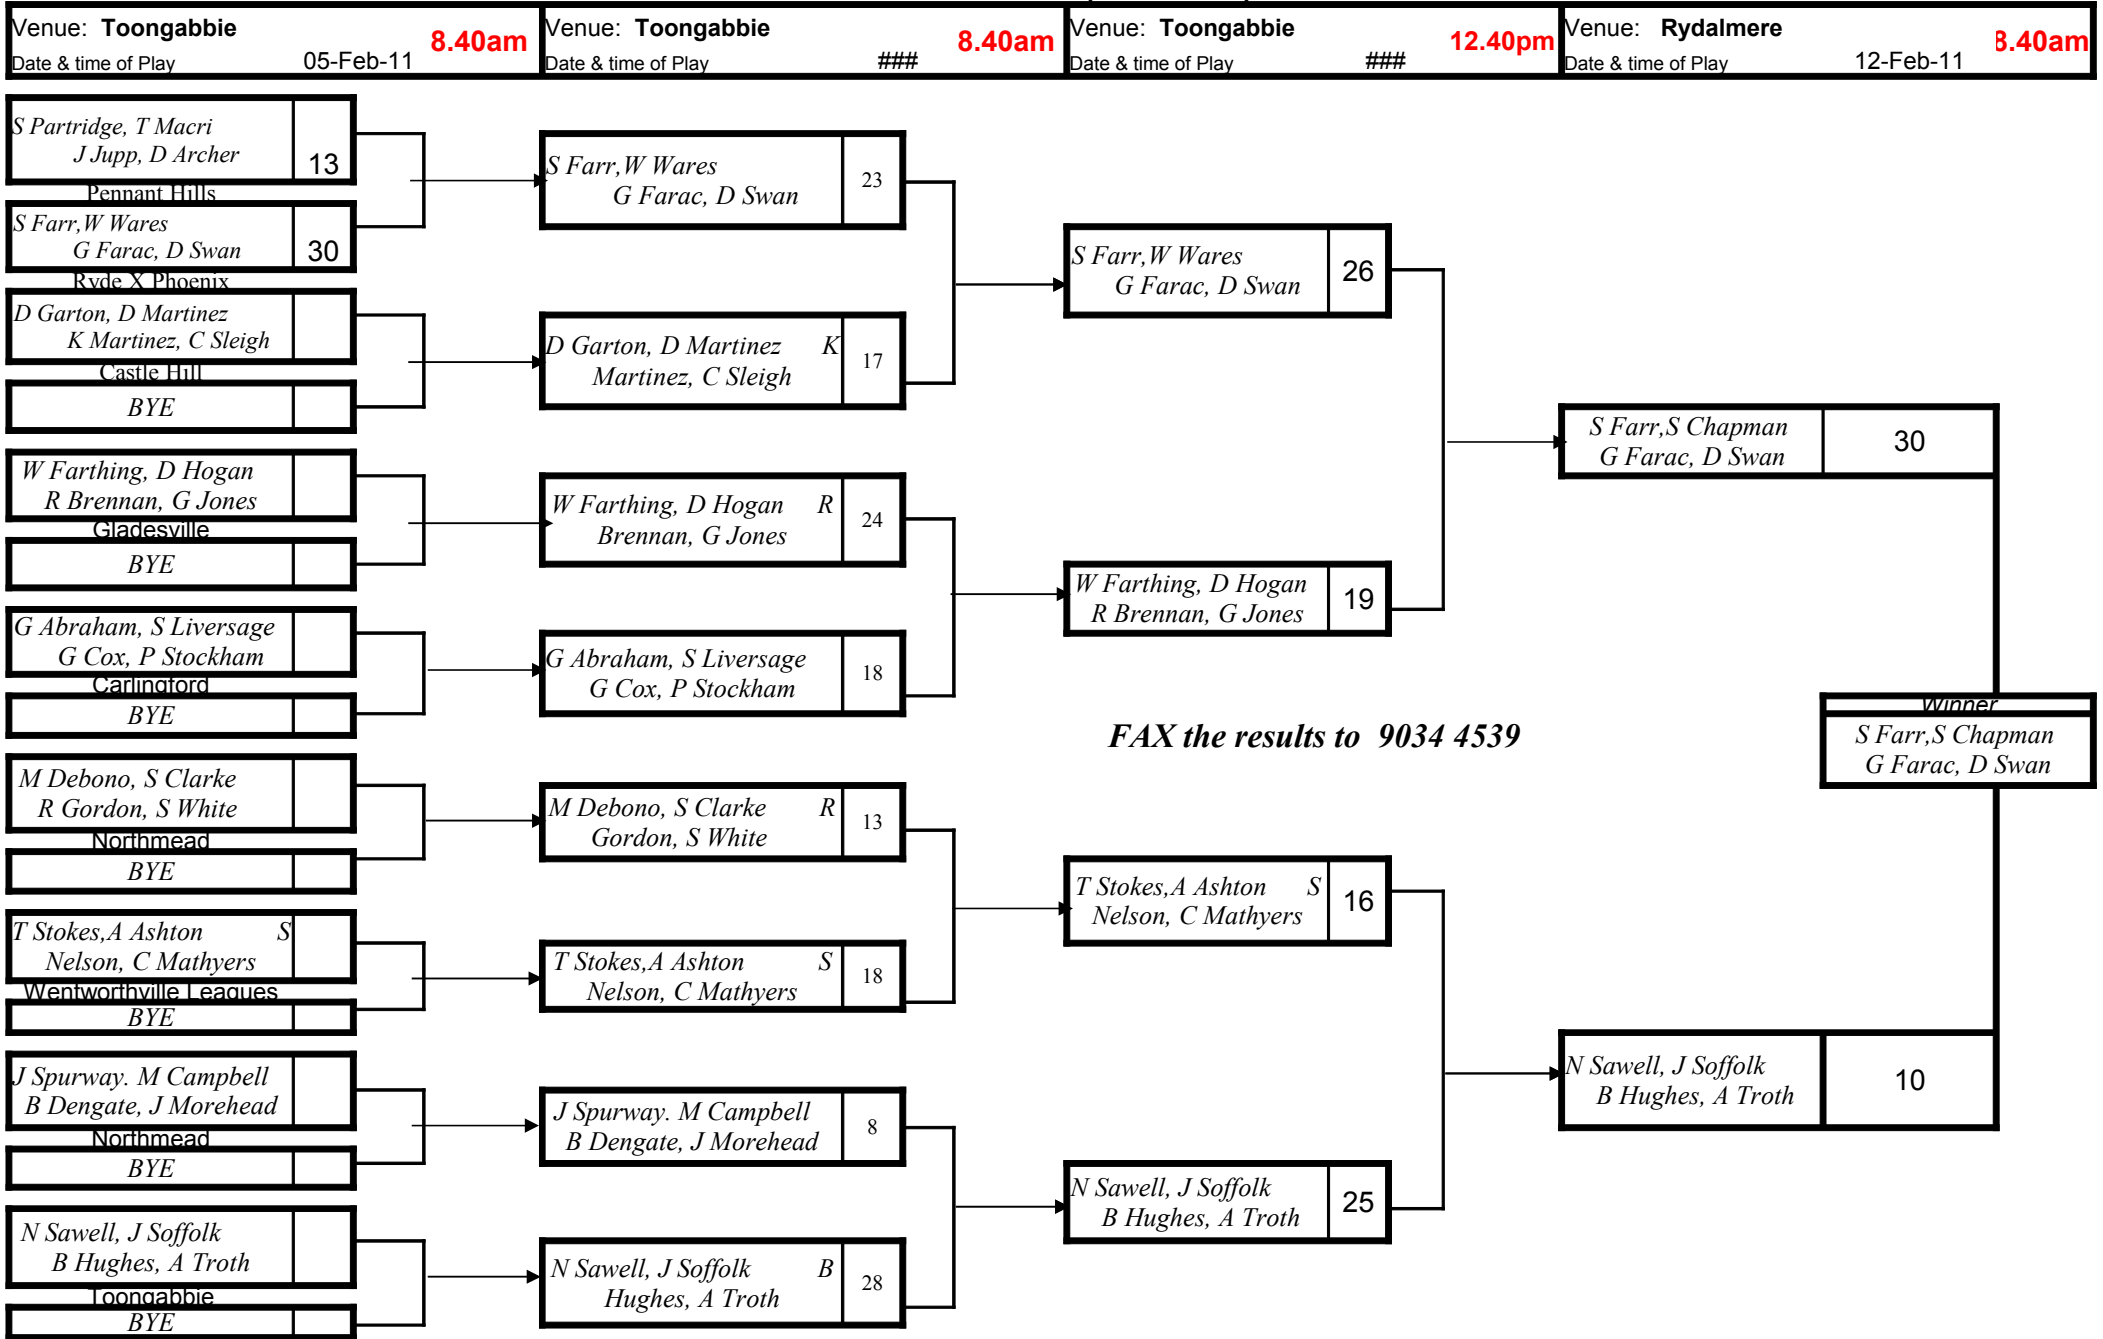 Venue: Toongabbie 8.40am
Date & time of Play 05-Feb-11
Venue: Toongabbie 8.40am
Date & time of Play ###
Venue: Toongabbie 12.40pm
Date & time of Play ###
Venue: Rydalmere 8.40am
Date & time of Play 12-Feb-11
S Partridge, T Macri
J Jupp, D Archer 13
Pennant Hills
S Farr,W Wares
G Farac, D Swan 30
Ryde X Phoenix
D Garton, D Martinez
K Martinez, C Sleigh
Castle Hill
BYE
W Farthing, D Hogan
R Brennan, G Jones
Gladesville
BYE
G Abraham, S Liversage
G Cox, P Stockham
Carlingford
BYE
M Debono, S Clarke
R Gordon, S White
Northmead
BYE
T Stokes,A Ashton S
Nelson, C Mathyers
Wentworthville Leagues
BYE
J Spurway. M Campbell
B Dengate, J Morehead
Northmead
BYE
N Sawell, J Soffolk
B Hughes, A Troth
Toongabbie
BYE
S Farr,W Wares
G Farac, D Swan
23
D Garton, D Martinez K
Martinez, C Sleigh
17
W Farthing, D Hogan R
Brennan, G Jones
24
G Abraham, S Liversage
G Cox, P Stockham
18
M Debono, S Clarke R
Gordon, S White
13
T Stokes,A Ashton S
Nelson, C Mathyers
18
J Spurway. M Campbell
B Dengate, J Morehead
8
N Sawell, J Soffolk B
Hughes, A Troth
28
S Farr,W Wares
G Farac, D Swan
26
W Farthing, D Hogan
R Brennan, G Jones
19
FAX the results to 9034 4539
T Stokes,A Ashton S
Nelson, C Mathyers
16
N Sawell, J Soffolk
B Hughes, A Troth
25
S Farr,S Chapman
G Farac, D Swan
30
Winner
S Farr,S Chapman
G Farac, D Swan
N Sawell, J Soffolk
B Hughes, A Troth
10